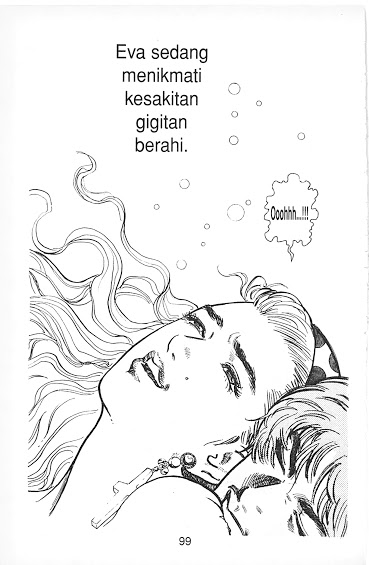 Eva sedang
menikmati
kesakitan
gigitan
berahi.
Ooohhh...!!!
99